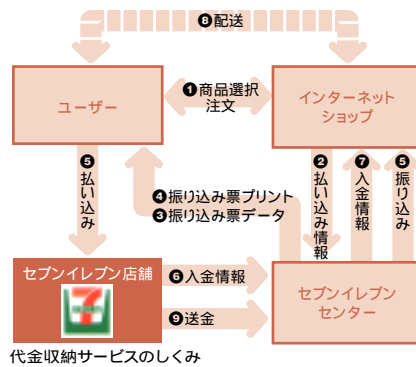 ❽配送
❶商品選択
注文
ユーザー
インターネット
ショップ
❺払い込み
❹振り込み票プリント
❸振り込み票データ
❷払い込み情報
❼入金情報
❺振り込み
セブンイレブン店舗
7
❻入金情報
❾送金
セブンイレブン
センター
代金収納サービスのしくみ